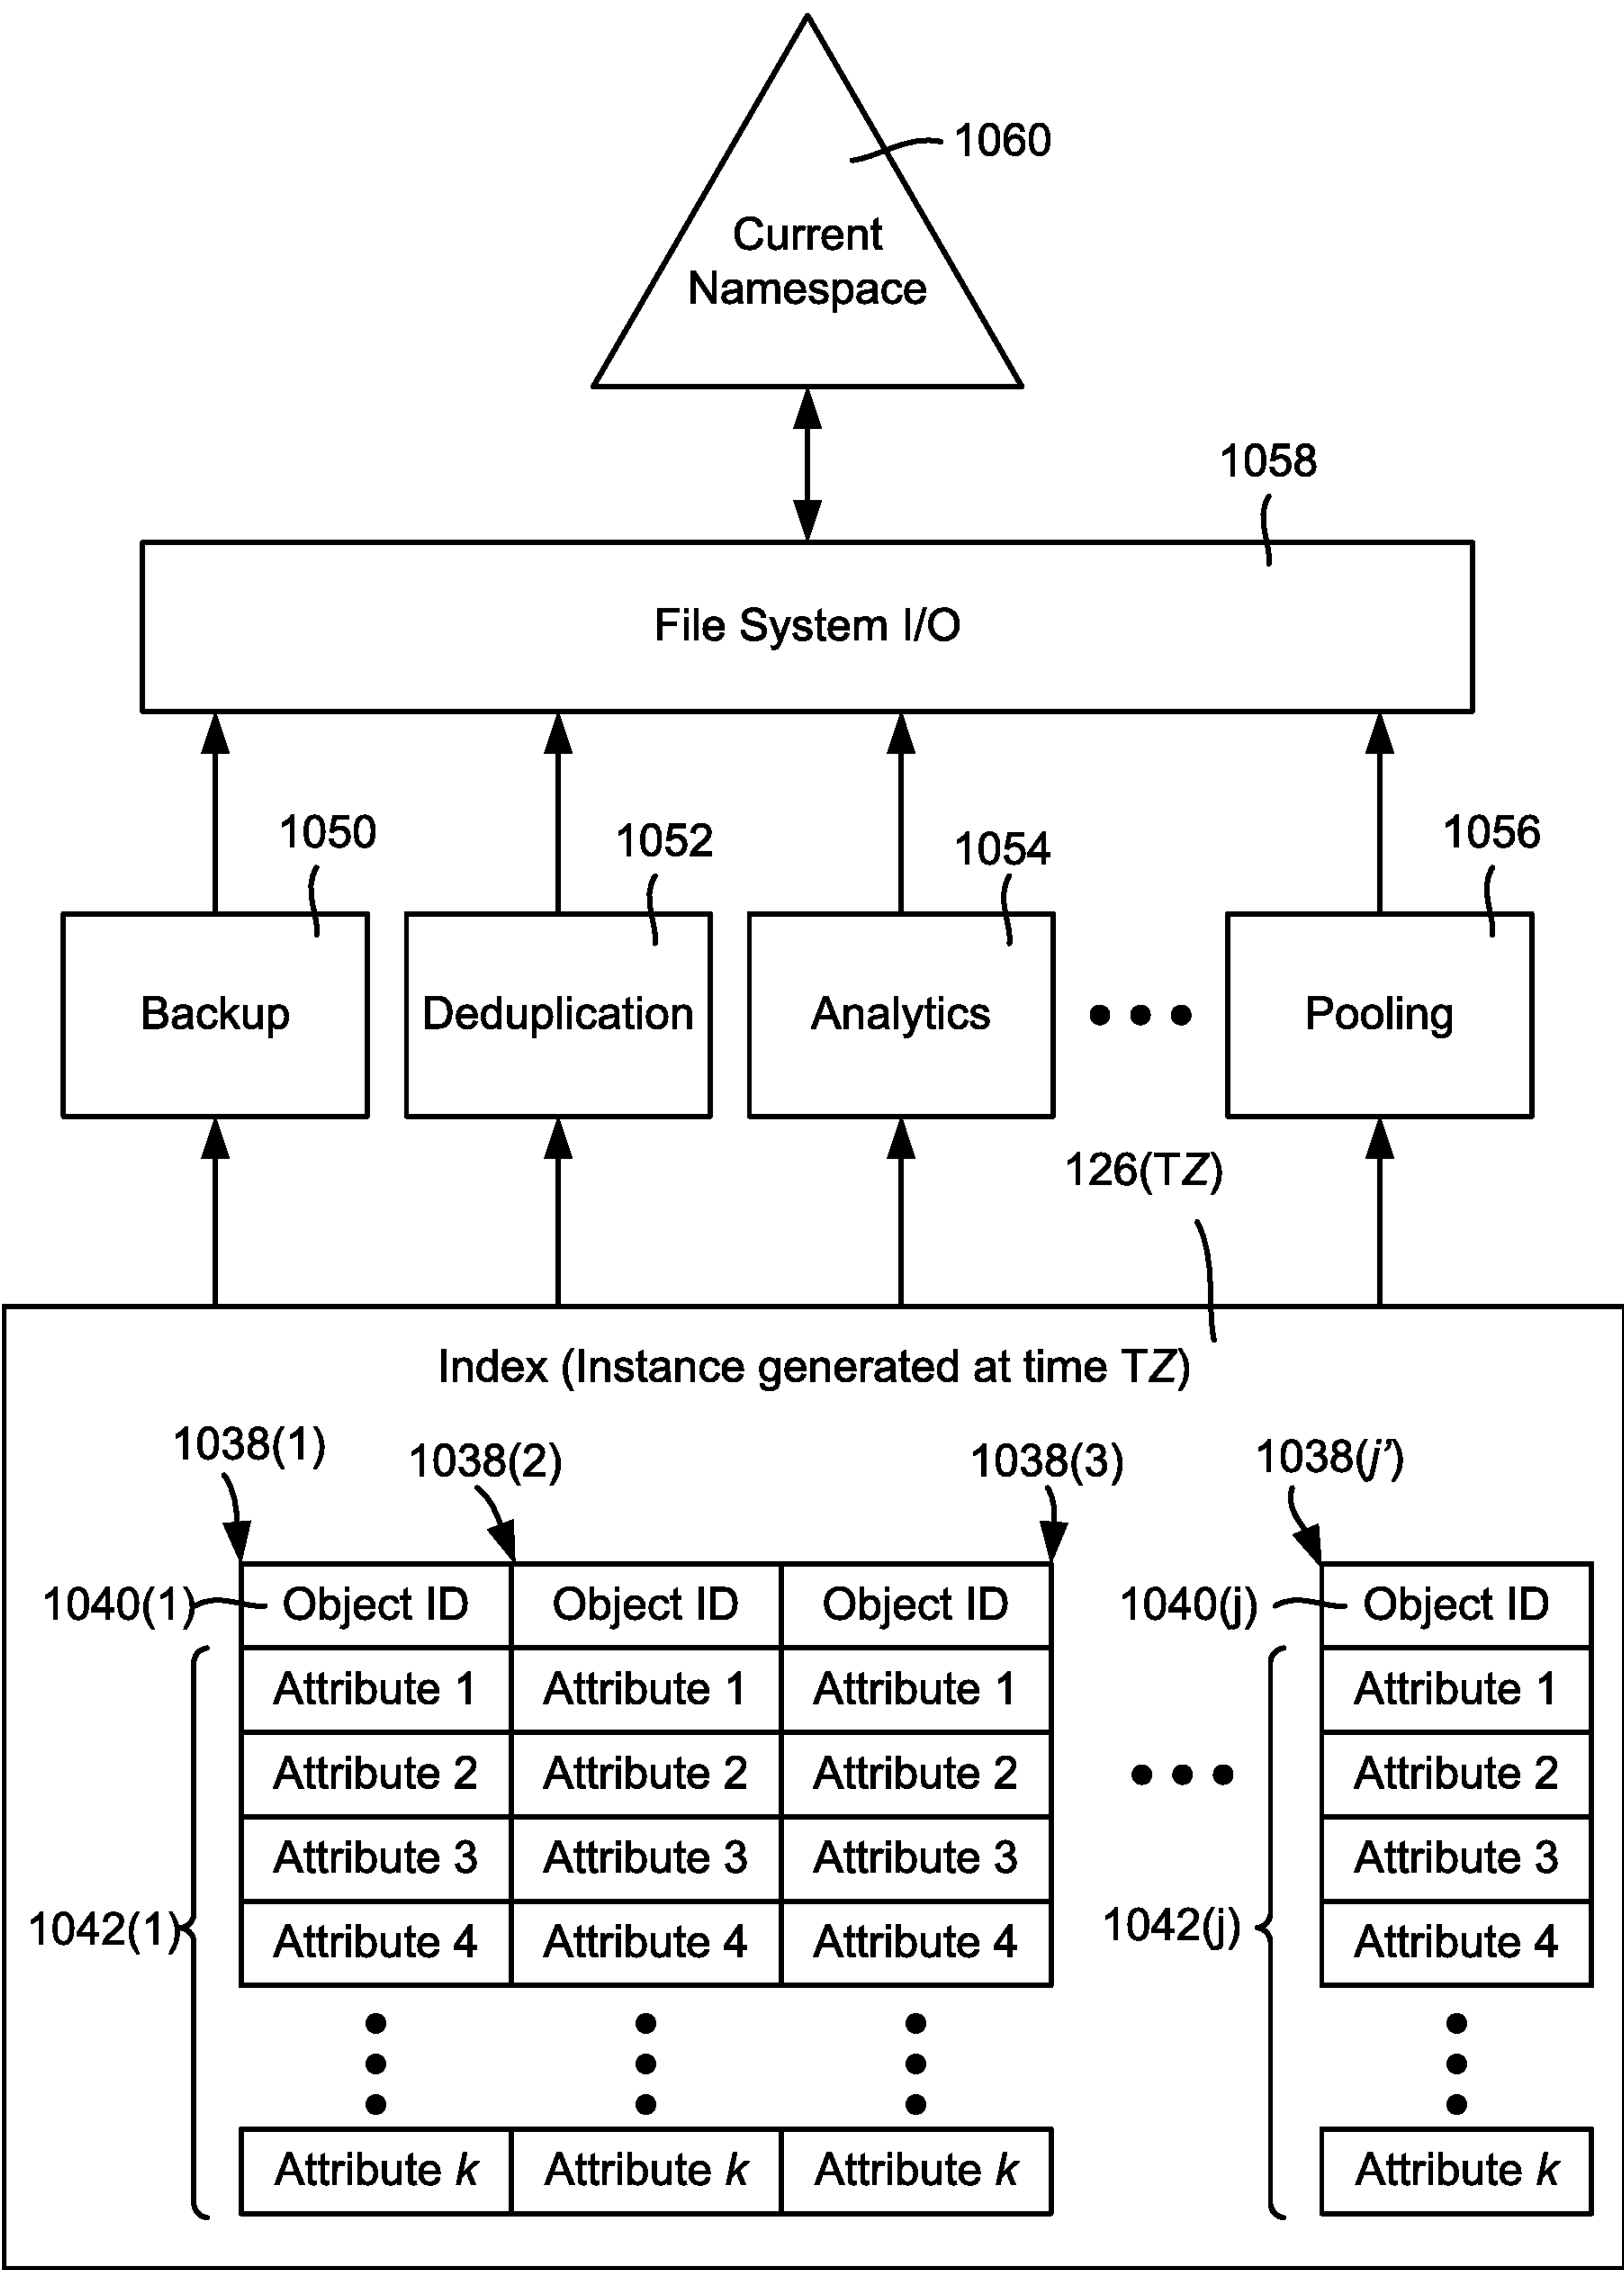 1060
Current
Namespace
1058
File System I/O
1050
1052
1054
1056
Backup
Deduplication
Analytics
Pooling
126(TZ)
Index (Instance generated at time TZ)
1038(1)
1038(2)
1038(3)
1038(j’)
1040(1)
Object ID
Object ID
Object ID
1040(j)
Object ID
Attribute 1
Attribute 1
Attribute 1
Attribute 1
Attribute 2
Attribute 2
Attribute 2
Attribute 2
Attribute 3
Attribute 3
Attribute 3
Attribute 3
1042(1)
Attribute 4
Attribute 4
Attribute 4
1042(j)
Attribute 4
Attribute k
Attribute k
Attribute k
Attribute k